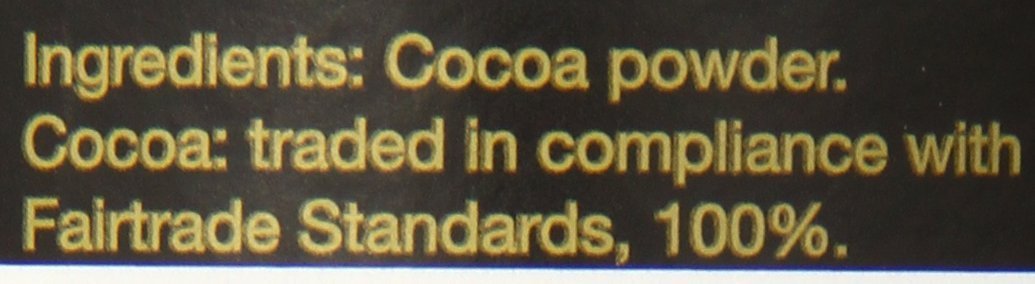 Ingredients: Cocoa powder.
Cocoa: traded in compliance with
Fairtrade Standards, 100%.